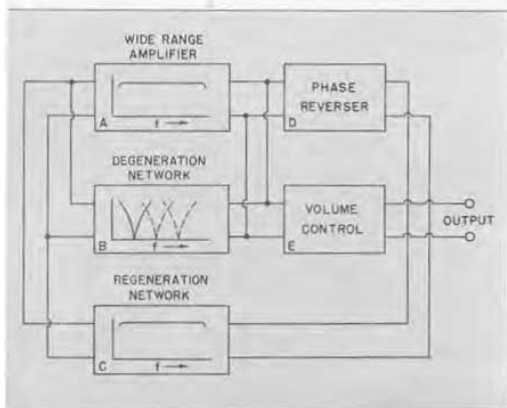 WIDE RANGE
AMPLIFIER
A
f
PHASE
REVERSER
D
DEGENERATION
NETWORK
B
f
VOLUME
CONTROL
E
OUTPUT
REGENERATION
NETWORK
C
f